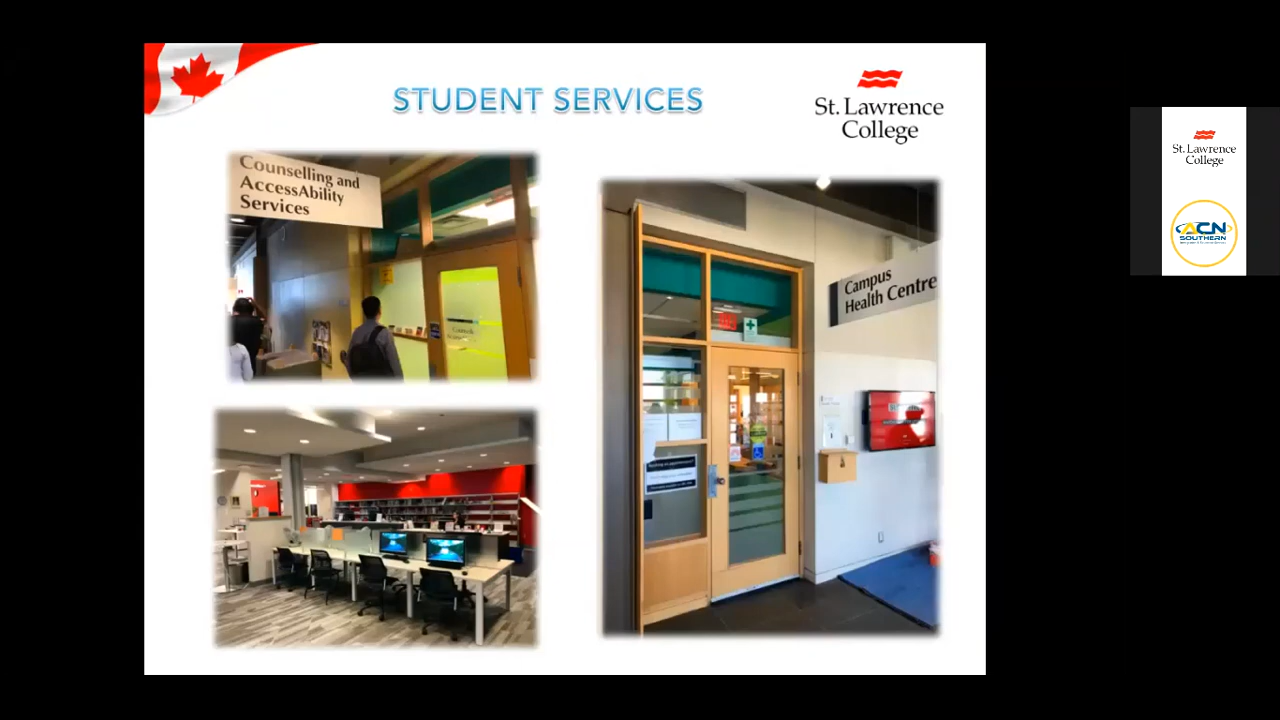 STUDENT SERVICES
St. Lawrence
College
Counselling and
AccessAbility
Services
Campus
Health Centre
St. Lawrence
College
ACN
SOUTHERN